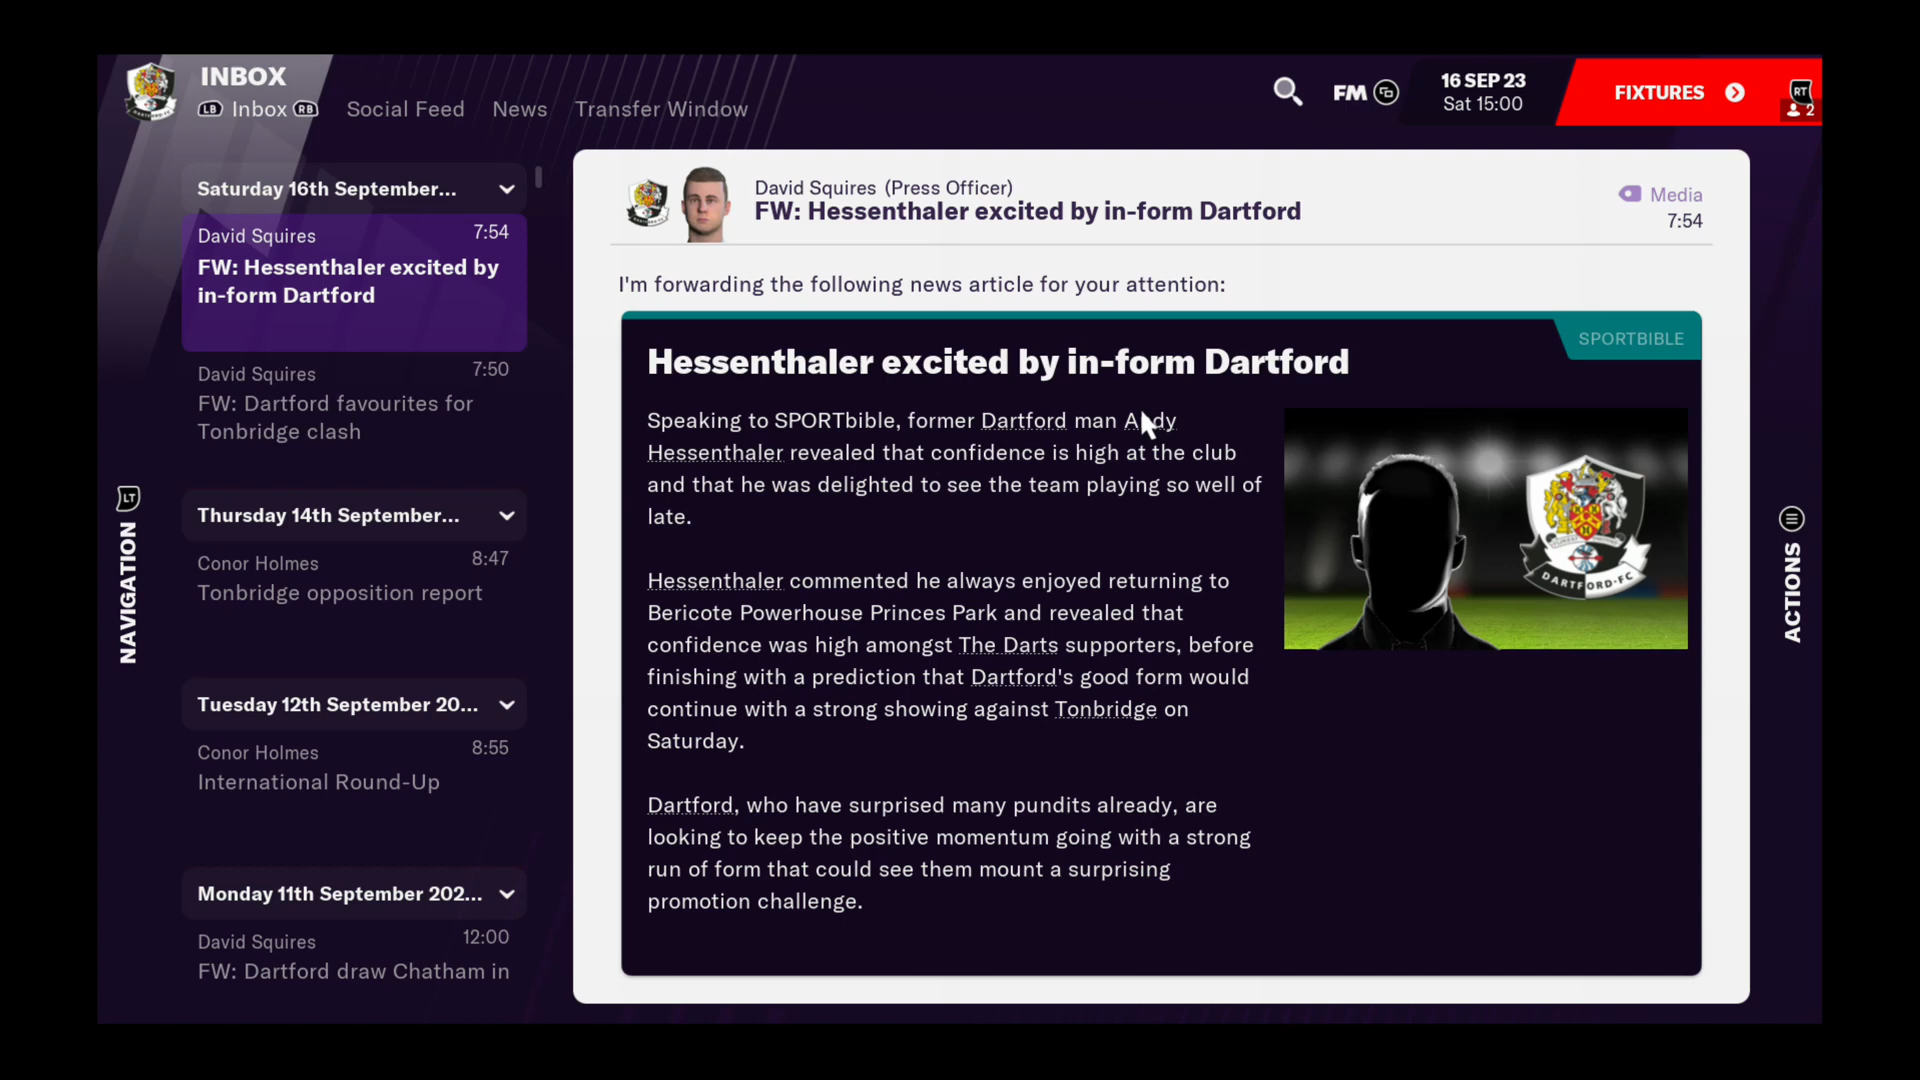 INBOX
LB Inbox RB Social Feed News Transfer Window
FM
16 SEP 23
Sat 15:00
FIXTURES
RT
2
Saturday 16th September...
David Squires 7:54
FW: Hessenthaler excited by
in-form Dartford
David Squires 7:50
FW: Dartford favourites for
Tonbridge clash
Thursday 14th September...
Conor Holmes 8:47
Tonbridge opposition report
Tuesday 12th September 20...
Conor Holmes 8:55
International Round-Up
Monday 11th September 202...
David Squires 12:00
FW: Dartford draw Chatham in
LT
NAVIGATION
David Squires (Press Officer)
FW: Hessenthaler excited by in-form Dartford
Media
7:54
I'm forwarding the following news article for your attention:
SPORTBIBLE
Hessenthaler excited by in-form Dartford
Speaking to SPORTbible, former Dartford man Andy
Hessenthaler revealed that confidence is high at the club
and that he was delighted to see the team playing so well of
late.
Hessenthaler commented he always enjoyed returning to
Bericote Powerhouse Princes Park and revealed that
confidence was high amongst The Darts supporters, before
finishing with a prediction that Dartford's good form would
continue with a strong showing against Tonbridge on
Saturday.
Dartford, who have surprised many pundits already, are
looking to keep the positive momentum going with a strong
run of form that could see them mount a surprising
promotion challenge.
DARTFORD-FC
ACTIONS